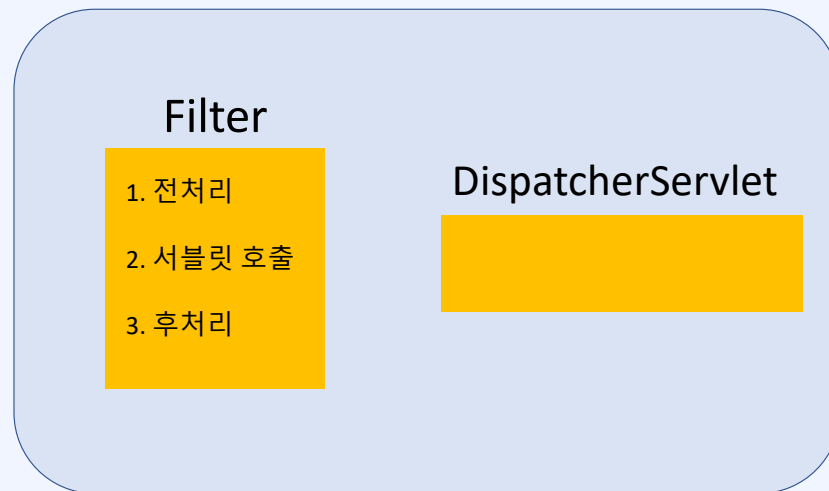 Filter
1. 전처리
2. 서블릿 호출
3. 후처리
DispatcherServlet